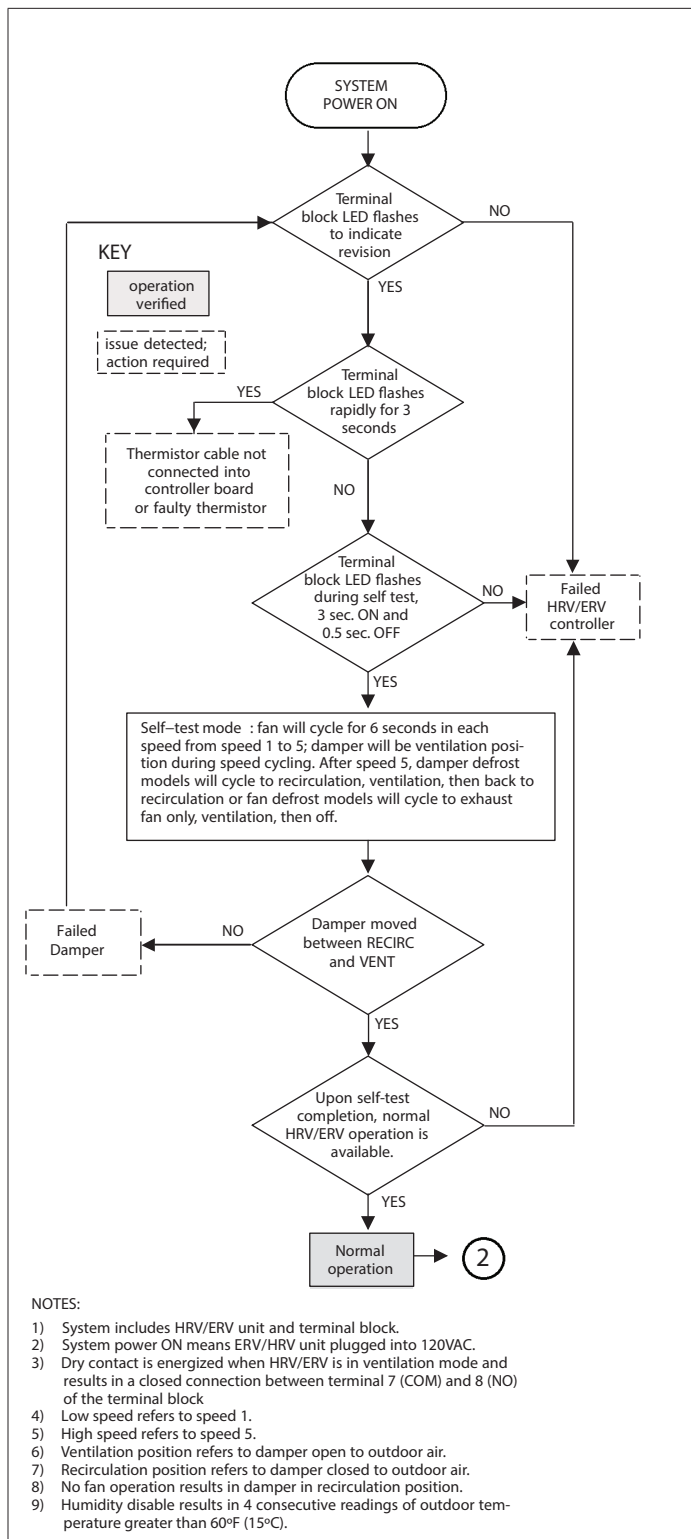 SYSTEM
POWER ON
Terminal
block LED flashes
to indicate
revision
NO
YES
KEY
operation
verified
issue detected;
action required
Terminal
block LED flashes
rapidly for 3
seconds
YES
NO
Thermistor cable not
connected into
controller board
or faulty thermistor
Terminal
block LED flashes
during self test,
3 sec. ON and
0.5 sec. OFF
NO
YES
Failed
HRV/ERV
controller
Self–test mode : fan will cycle for 6 seconds in each
speed from speed 1 to 5; damper will be ventilation posi-
tion during speed cycling. After speed 5, damper defrost
models will cycle to recirculation, ventilation, then back to
recirculation or fan defrost models will cycle to exhaust
fan only, ventilation, then off.
Damper moved
between RECIRC
and VENT
NO
YES
Failed
Damper
Upon self-test
completion, normal
HRV/ERV operation is
available.
NO
YES
Normal
operation
2
NOTES:
1) System includes HRV/ERV unit and terminal block.
2) System power ON means ERV/HRV unit plugged into 120VAC.
3) Dry contact is energized when HRV/ERV is in ventilation mode and
results in a closed connection between terminal 7 (COM) and 8 (NO)
of the terminal block
4) Low speed refers to speed 1.
5) High speed refers to speed 5.
6) Ventilation position refers to damper open to outdoor air.
7) Recirculation position refers to damper closed to outdoor air.
8) No fan operation results in damper in recirculation position.
9) Humidity disable results in 4 consecutive readings of outdoor tem-
perature greater than 60ºF (15ºC).